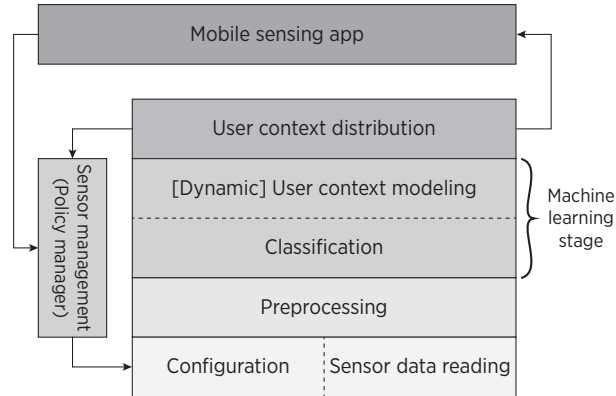 Mobile sensing app
User context distribution
Sensor management
(Policy manager)
[Dynamic] User context modeling
Classification
Machine
learning
stage
Preprocessing
Configuration
Sensor data reading